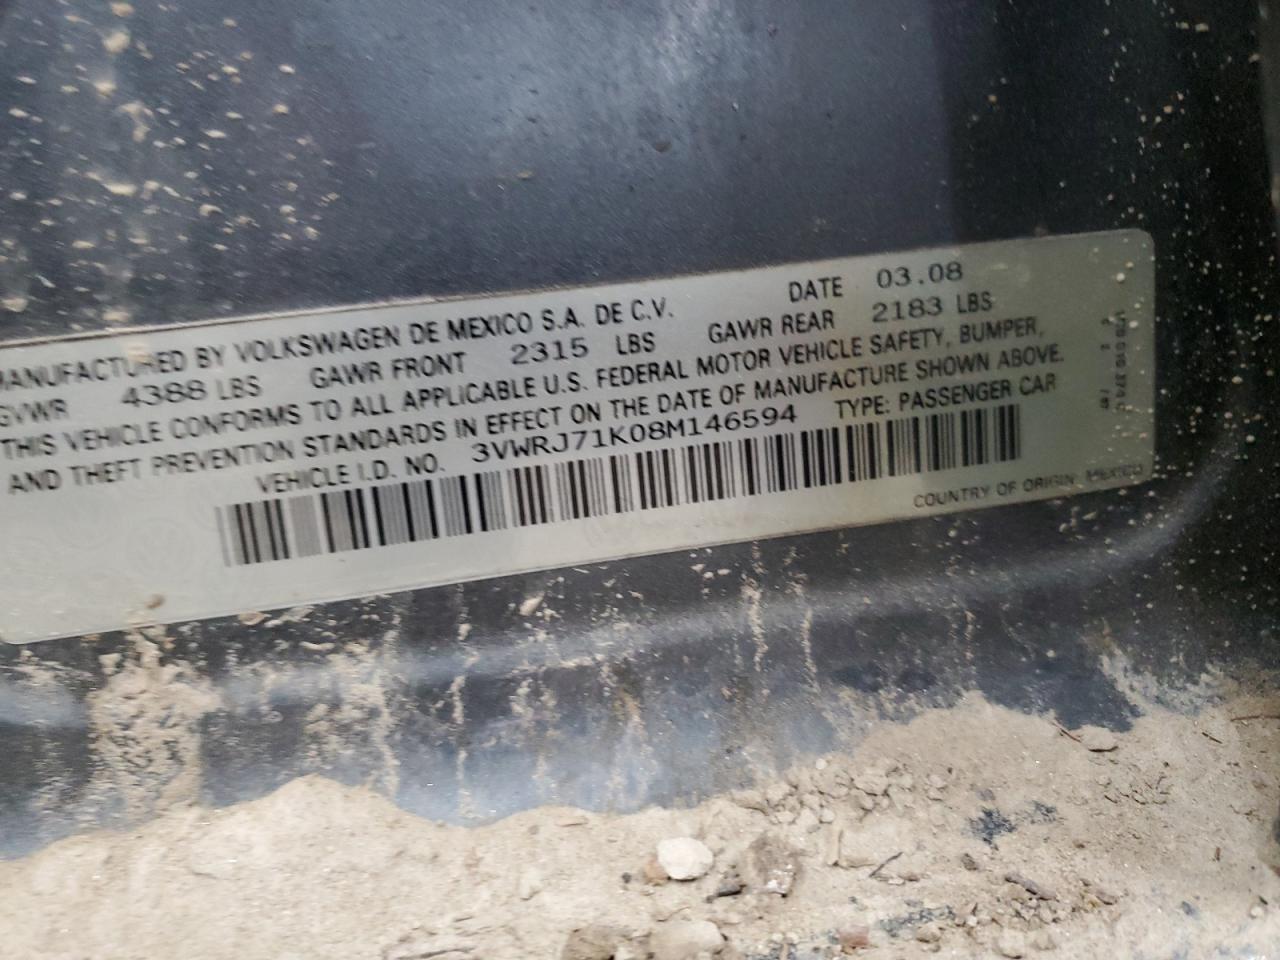 MANUFACTURED BY VOLKSWAGEN DE MEXICO S.A. DE C.V. DATE 03.08
GVWR 4388 LBS GAWR FRONT 2315 LBS GAWR REAR 2183 LBS
THIS VEHICLE CONFORMS TO ALL APPLICABLE U.S. FEDERAL MOTOR VEHICLE SAFETY, BUMPER,
AND THEFT PREVENTION STANDARDS IN EFFECT ON THE DATE OF MANUFACTURE SHOWN ABOVE.
VEHICLE I.D. NO. 3VWRJ71K08M146594 TYPE: PASSENGER CAR
COUNTRY OF ORIGIN: MEXICO